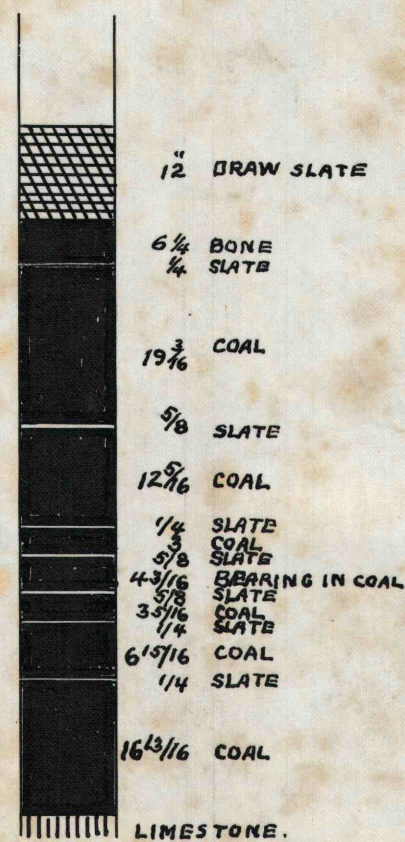 12" DRAW SLATE
6 1/4 BONE
1/4 SLATE
19 3/16 COAL
5/8 SLATE
12 5/16 COAL
1/4 SLATE
3 COAL
5/8 SLATE
4 3/16 BEARING IN COAL
5/8 SLATE
3 5/16 COAL
1/4 SLATE
6 15/16 COAL
1/4 SLATE
16 13/16 COAL
LIMESTONE.